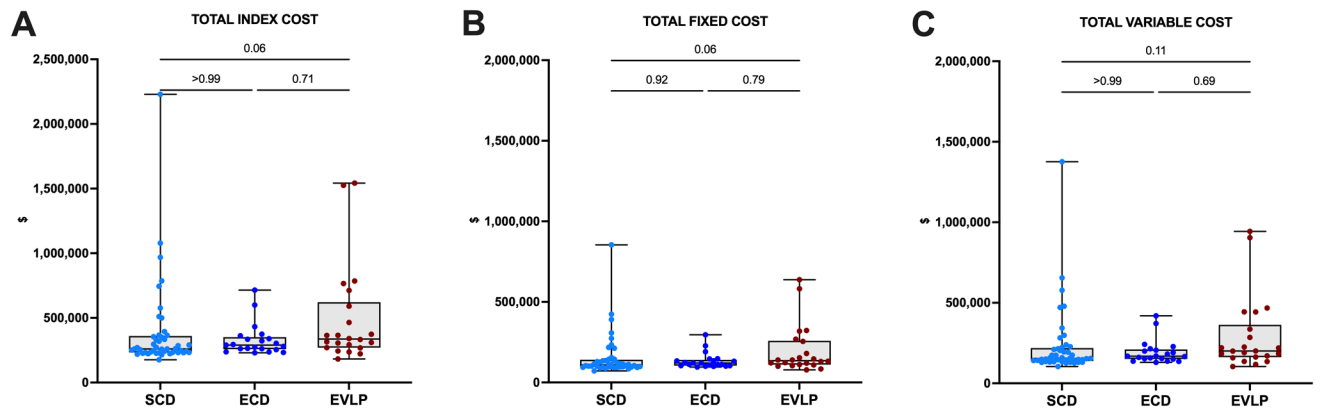 A
TOTAL INDEX COST
0.06
>0.99
0.71
2,500,000
2,000,000
1,500,000
1,000,000
500,000
0
$
SCD
ECD
EVLP
B
TOTAL FIXED COST
0.06
0.92
0.79
2,000,000
1,500,000
1,000,000
500,000
0
$
SCD
ECD
EVLP
C
TOTAL VARIABLE COST
0.11
>0.99
0.69
2,000,000
1,500,000
1,000,000
500,000
0
$
SCD
ECD
EVLP